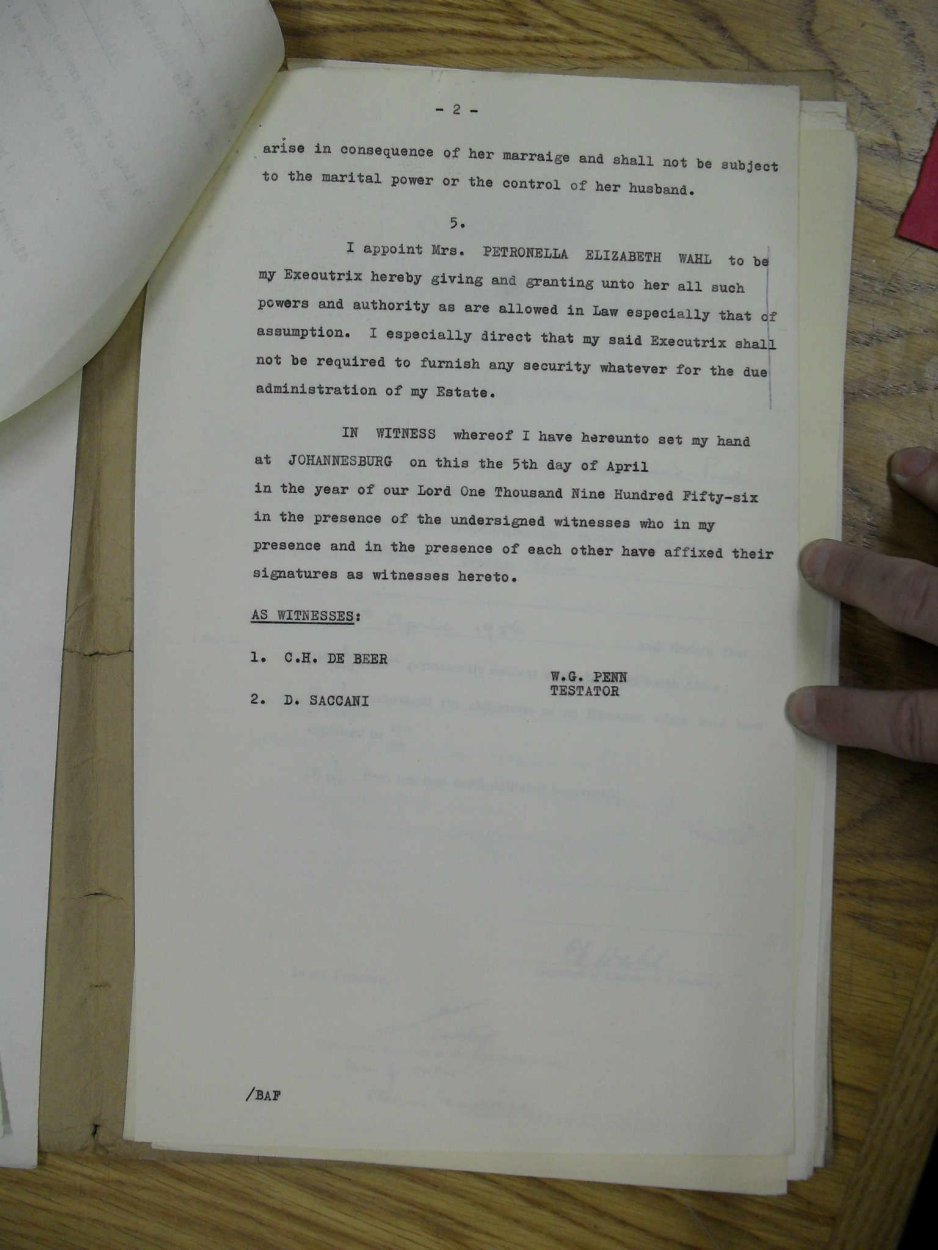 - 2 -
arise in consequence of her marraige and shall not be subject
to the marital power or the control of her husband.
5.
I appoint Mrs. PETRONELLA ELIZABETH WAHL to be
my Executrix hereby giving and granting unto her all such
powers and authority as are allowed in Law especially that of
assumption. I especially direct that my said Executrix shall
not be required to furnish any security whatever for the due
administration of my Estate.
IN WITNESS whereof I have hereunto set my hand
at JOHANNESBURG on this the 5th day of April
in the year of our Lord One Thousand Nine Hundred Fifty-six
in the presence of the undersigned witnesses who in my
presence and in the presence of each other have affixed their
signatures as witnesses hereto.
AS WITNESSES:
1. C.H. DE BEER
W.G. PENN
TESTATOR
2. D. SACCANI
/BAF